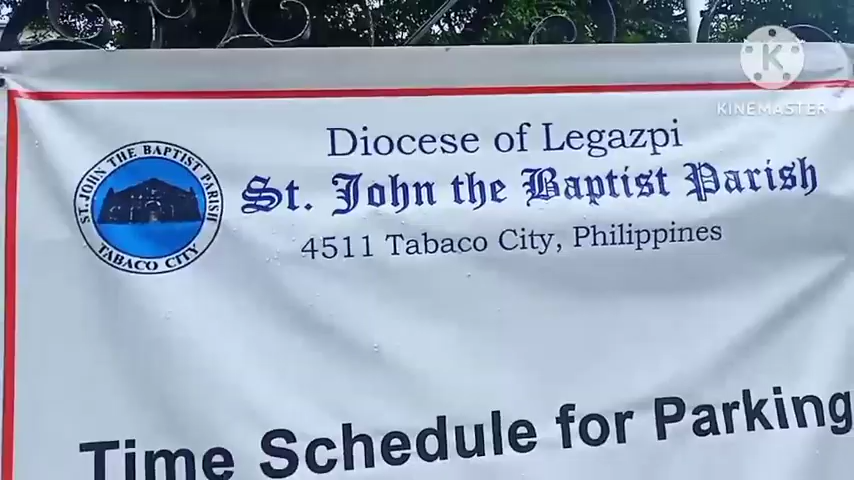 K
KINEMASTER
Diocese of Legazpi
St. John the Baptist Parish
4511 Tabaco City, Philippines
ST. JOHN THE BAPTIST PARISH
TABACO CITY
Time Schedule for Parking